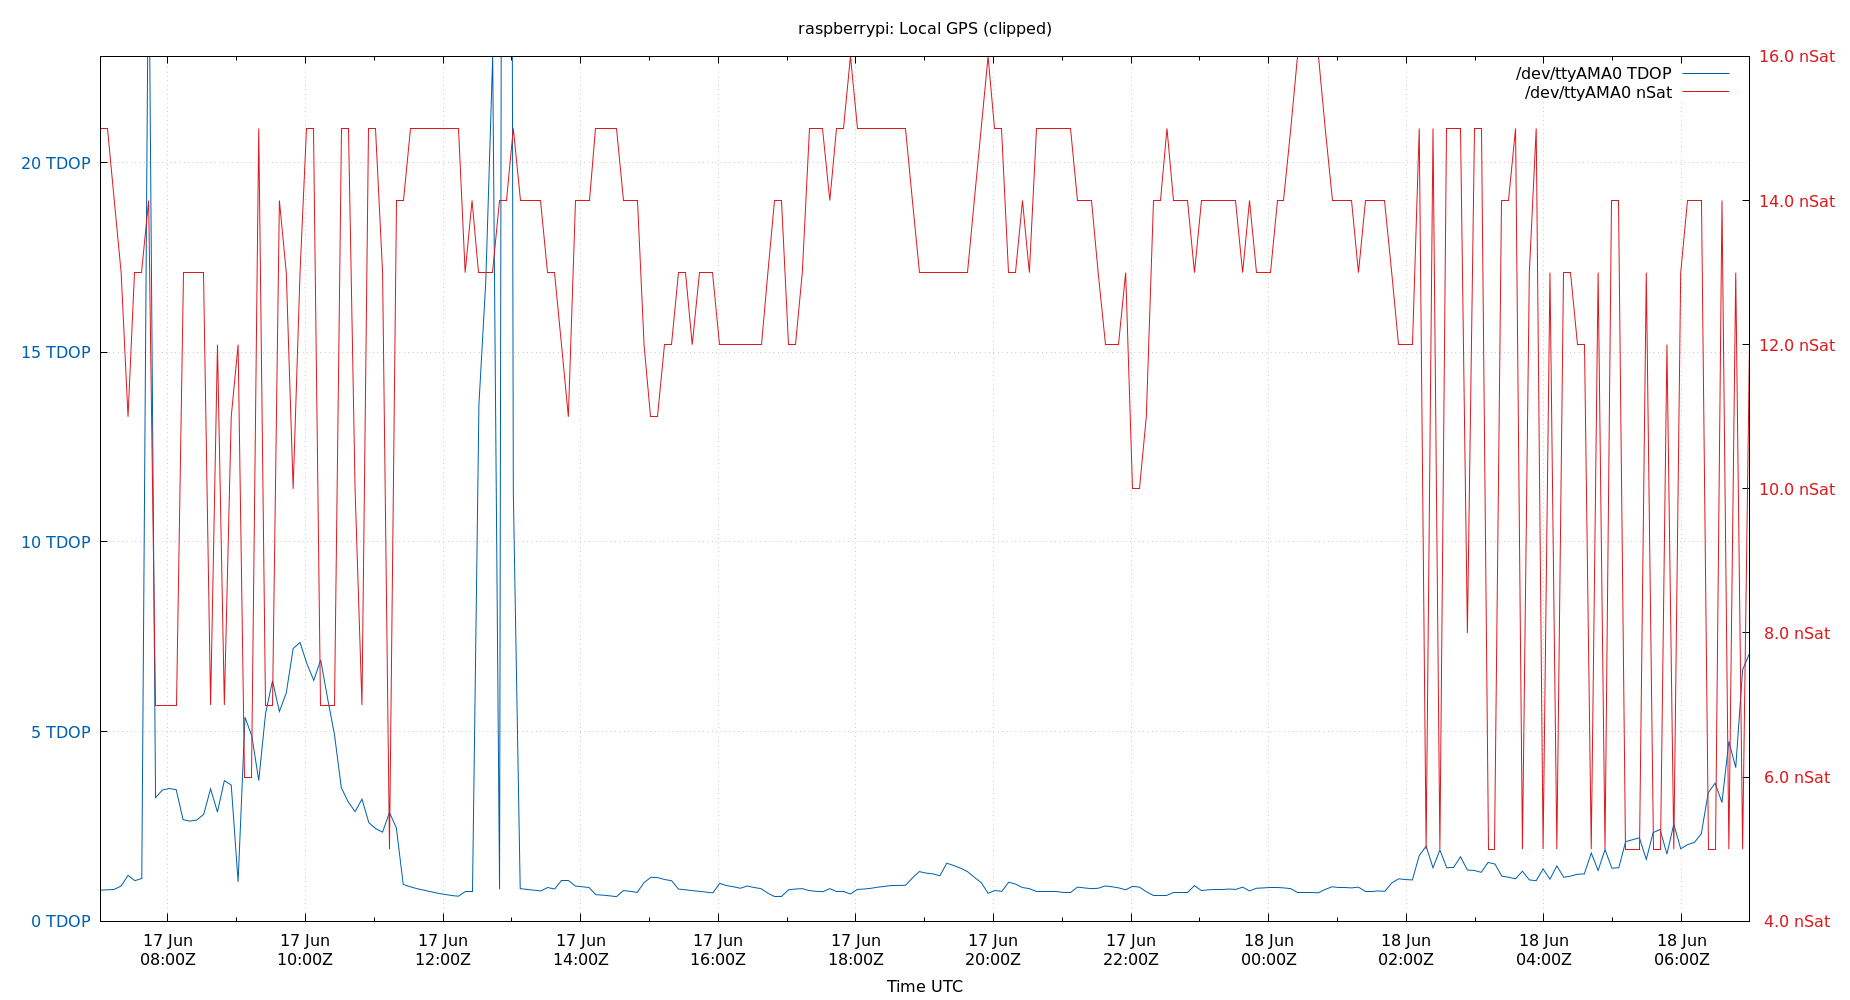 raspberrypi: Local GPS (clipped)
/dev/ttyAMA0 TDOP
/dev/ttyAMA0 nSat
20 TDOP
15 TDOP
10 TDOP
5 TDOP
0 TDOP
16.0 nSat
14.0 nSat
12.0 nSat
10.0 nSat
8.0 nSat
6.0 nSat
4.0 nSat
17 Jun
08:00Z
17 Jun
10:00Z
17 Jun
12:00Z
17 Jun
14:00Z
17 Jun
16:00Z
17 Jun
18:00Z
17 Jun
20:00Z
17 Jun
22:00Z
18 Jun
00:00Z
18 Jun
02:00Z
18 Jun
04:00Z
18 Jun
06:00Z
Time UTC